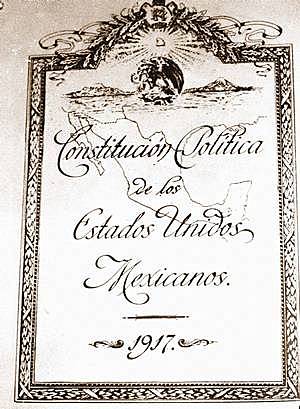 Constitución Política
de los
Estados Unidos
Mexicanos.
1917.